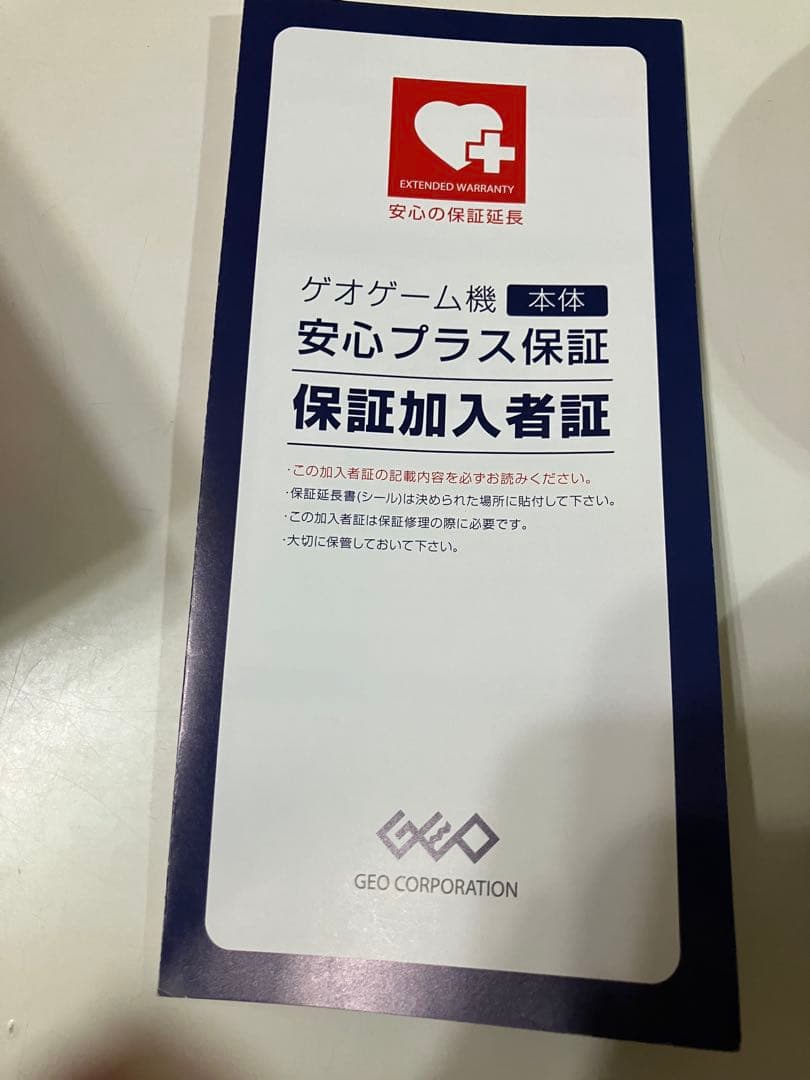 EXTENDED WARRANTY
安心の保証延長
ゲオゲーム機 本体
安心プラス保証
保証加入者証
・この加入者証の記載内容を必ずお読みください。
・保証延長書(シール)は決められた場所に貼付して下さい。
・この加入者証は保証修理の際に必要です。
・大切に保管しておいて下さい。
GEO
GEO CORPORATION